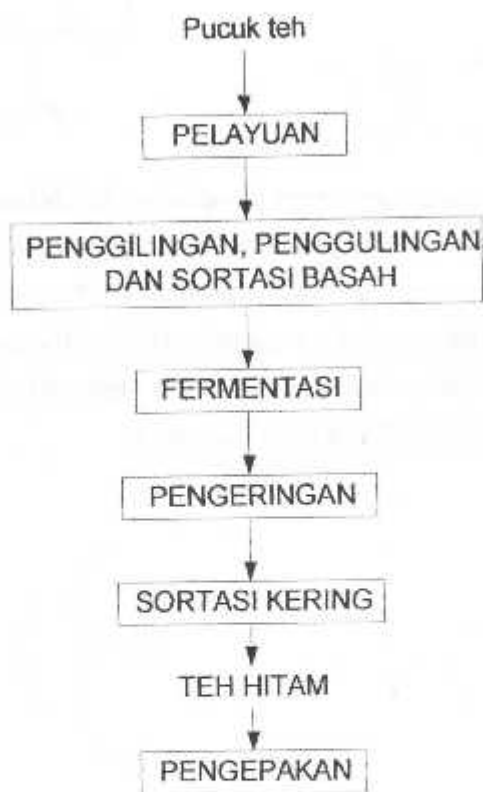 Pucuk teh
PELAYUAN
PENGGILINGAN, PENGGULINGAN
DAN SORTASI BASAH
FERMENTASI
PENGERINGAN
SORTASI KERING
TEH HITAM
PENGEPAKAN